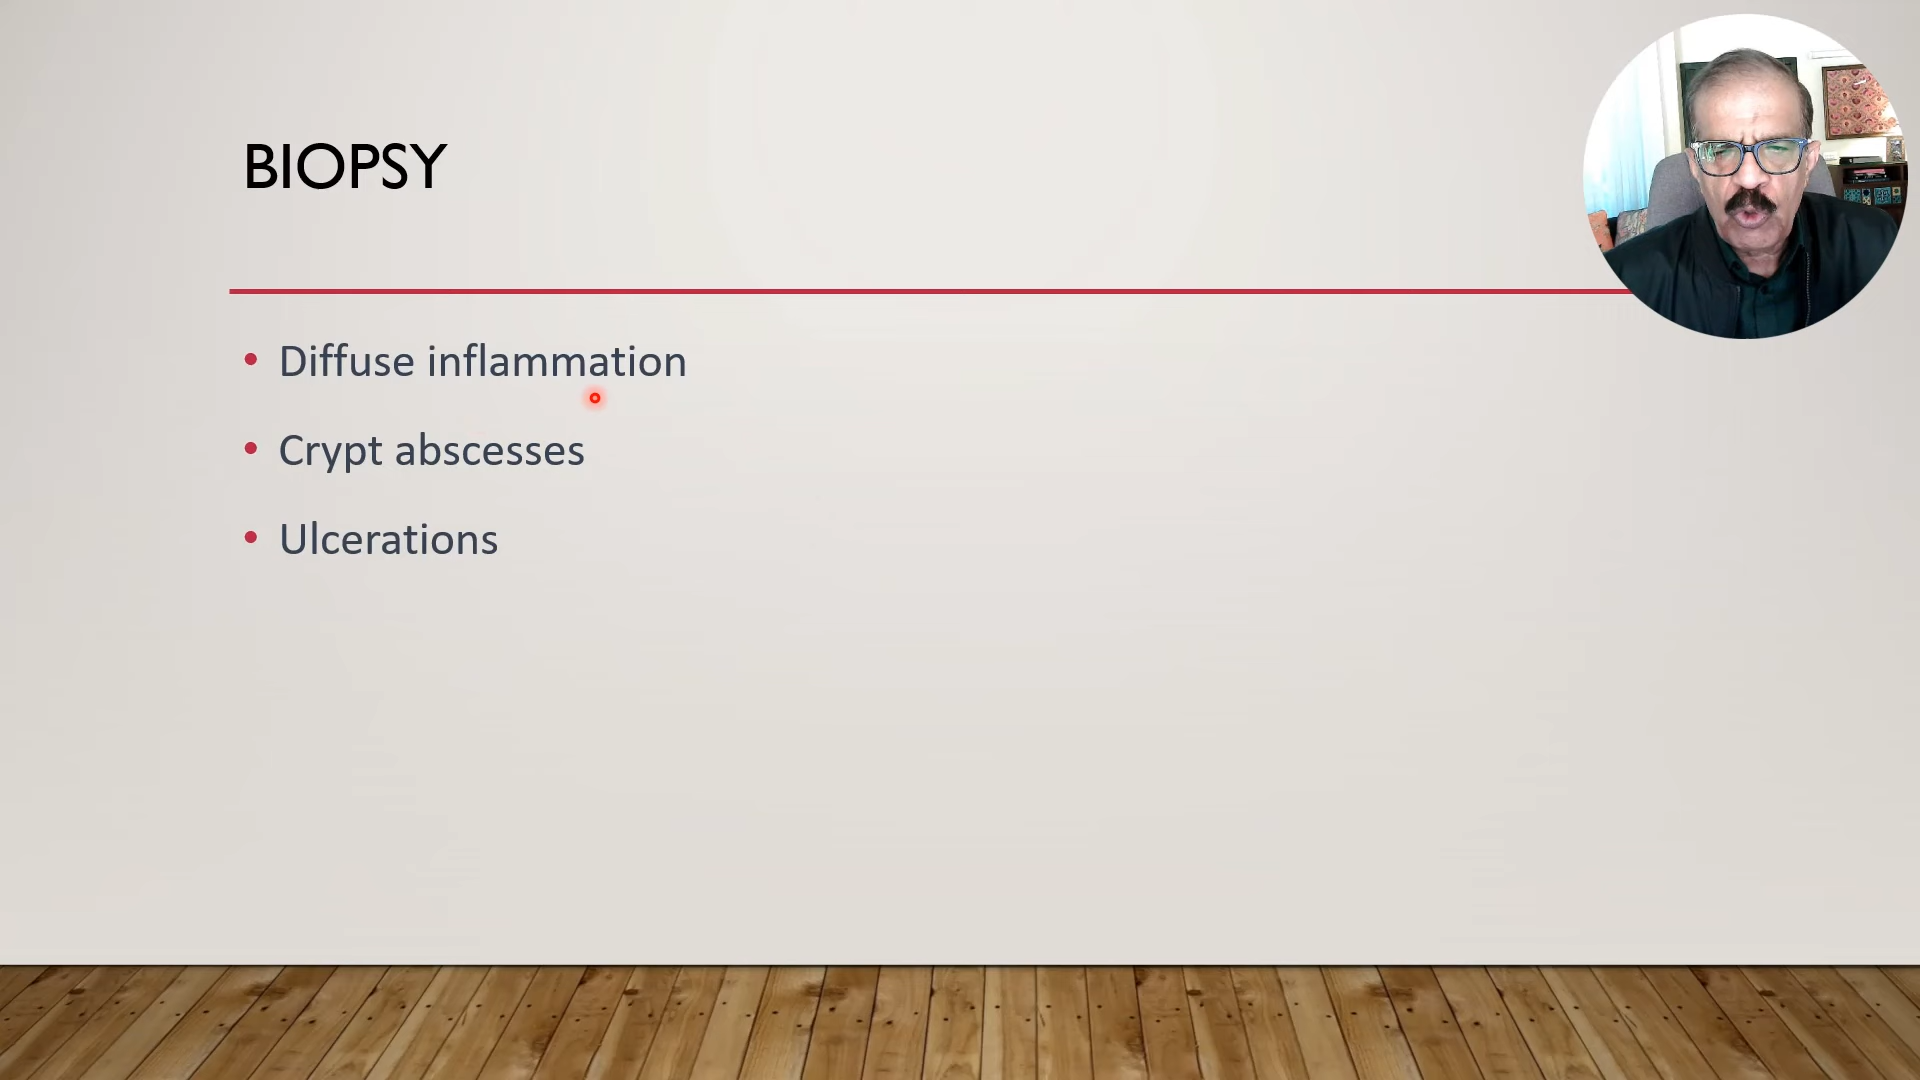 BIOPSY
• Diffuse inflammation
• Crypt abscesses
• Ulcerations